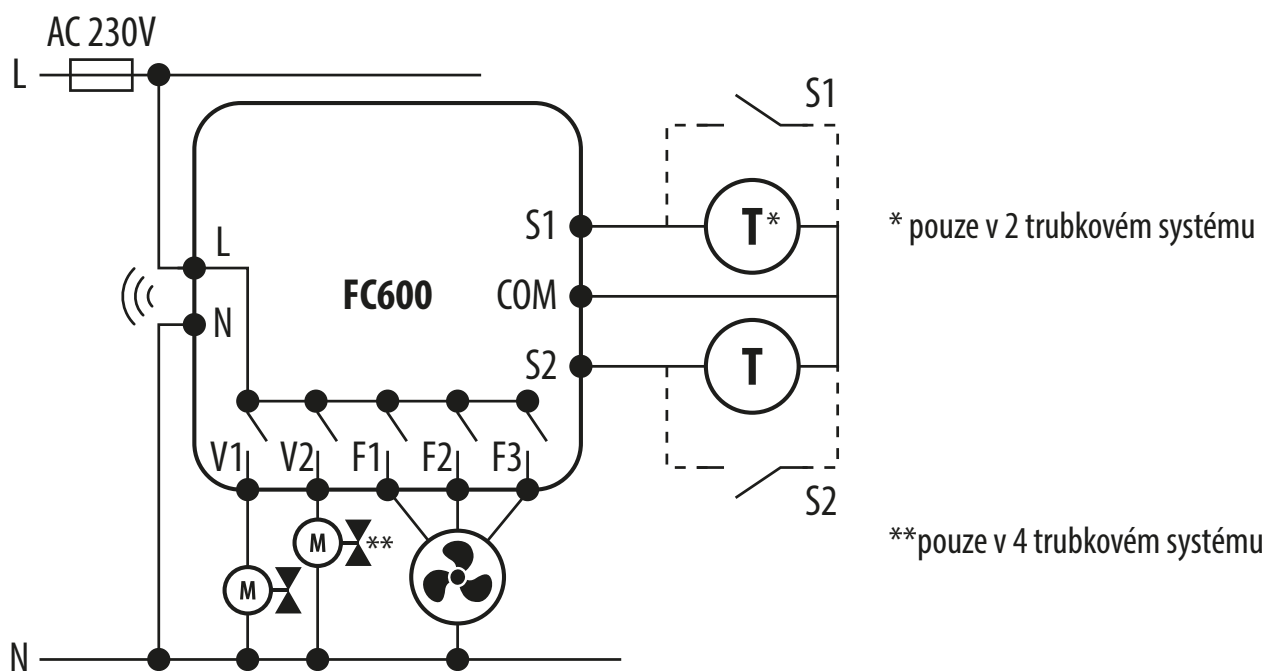 AC 230V
L
S1
L
S1
T*
* pouze v 2 trubkovém systému
FC600
COM
N
S2
T
V1 V2 F1 F2 F3
S2
M
**
**pouze v 4 trubkovém systému
M
N